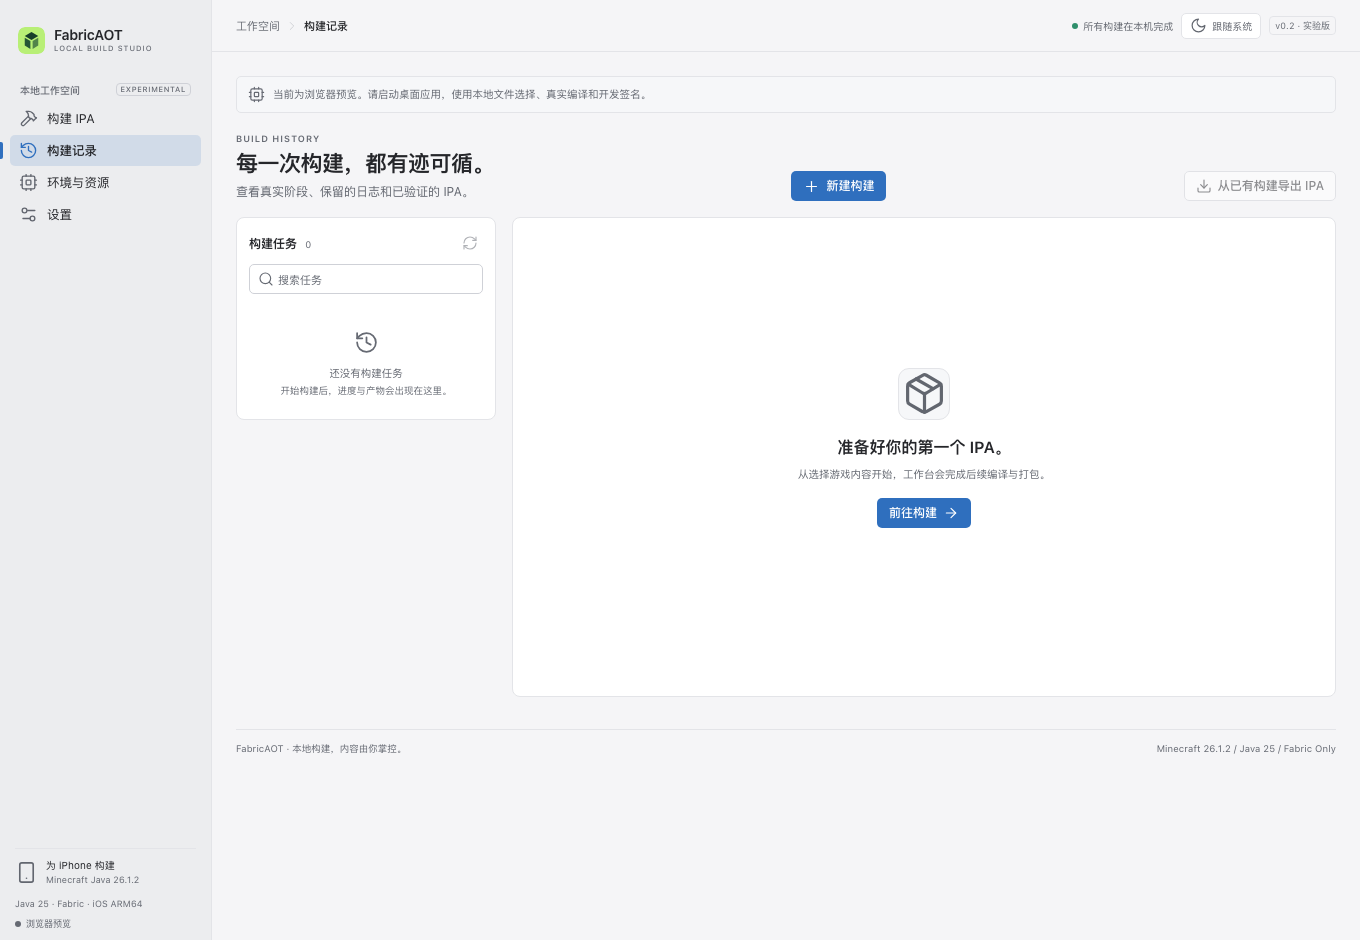 FabricAOT
LOCAL BUILD STUDIO
本地工作空间
EXPERIMENTAL
构建 IPA
构建记录
环境与资源
设置
为 iPhone 构建
Minecraft Java 26.1.2
Java 25 · Fabric · iOS ARM64
浏览器预览
工作空间
构建记录
所有构建在本机完成
跟随系统
v0.2 · 实验版
当前为浏览器预览。请启动桌面应用，使用本地文件选择、真实编译和开发签名。
BUILD HISTORY
每一次构建，都有迹可循。
查看真实阶段、保留的日志和已验证的 IPA。
新建构建
从已有构建导出 IPA
构建任务 0
搜索任务
还没有构建任务
开始构建后，进度与产物会出现在这里。
准备好你的第一个 IPA。
从选择游戏内容开始，工作台会完成后续编译与打包。
前往构建
FabricAOT · 本地构建，内容由你掌控。
Minecraft 26.1.2 / Java 25 / Fabric Only